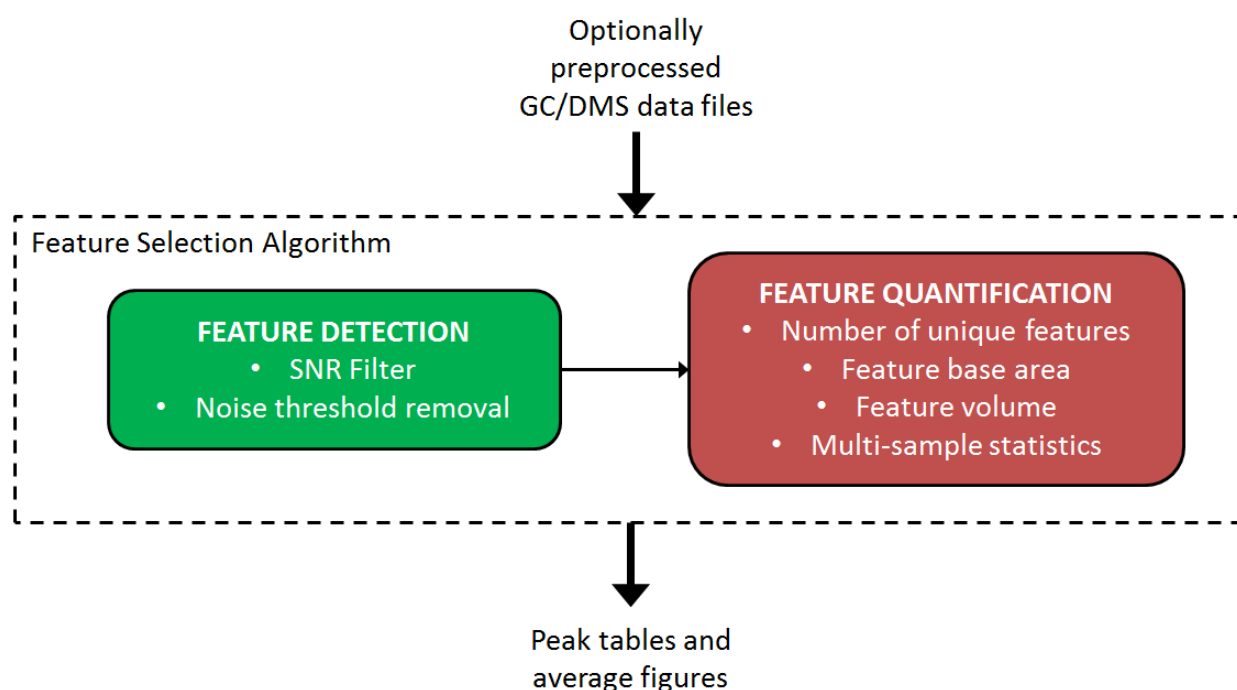 Optionally
preprocessed
GC/DMS data files
Feature Selection Algorithm
FEATURE DETECTION
• SNR Filter
• Noise threshold removal
FEATURE QUANTIFICATION
• Number of unique features
• Feature base area
• Feature volume
• Multi-sample statistics
Peak tables and
average figures